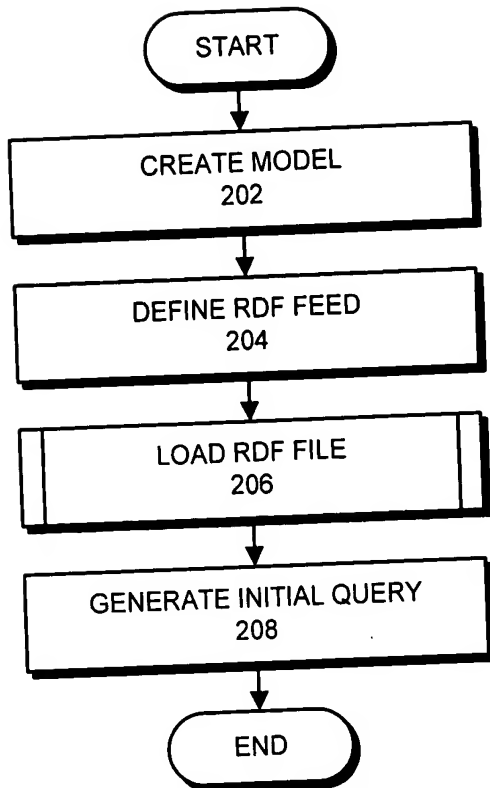 START
CREATE MODEL
202
DEFINE RDF FEED
204
LOAD RDF FILE
206
GENERATE INITIAL QUERY
208
END